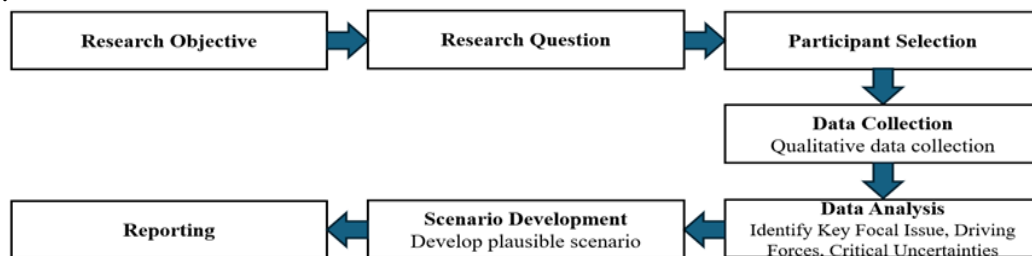 Research Objective
Research Question
Participant Selection
Data Collection
Qualitative data collection
Data Analysis
Identify Key Focal Issue, Driving
Forces, Critical Uncertainties
Scenario Development
Develop plausible scenario
Reporting